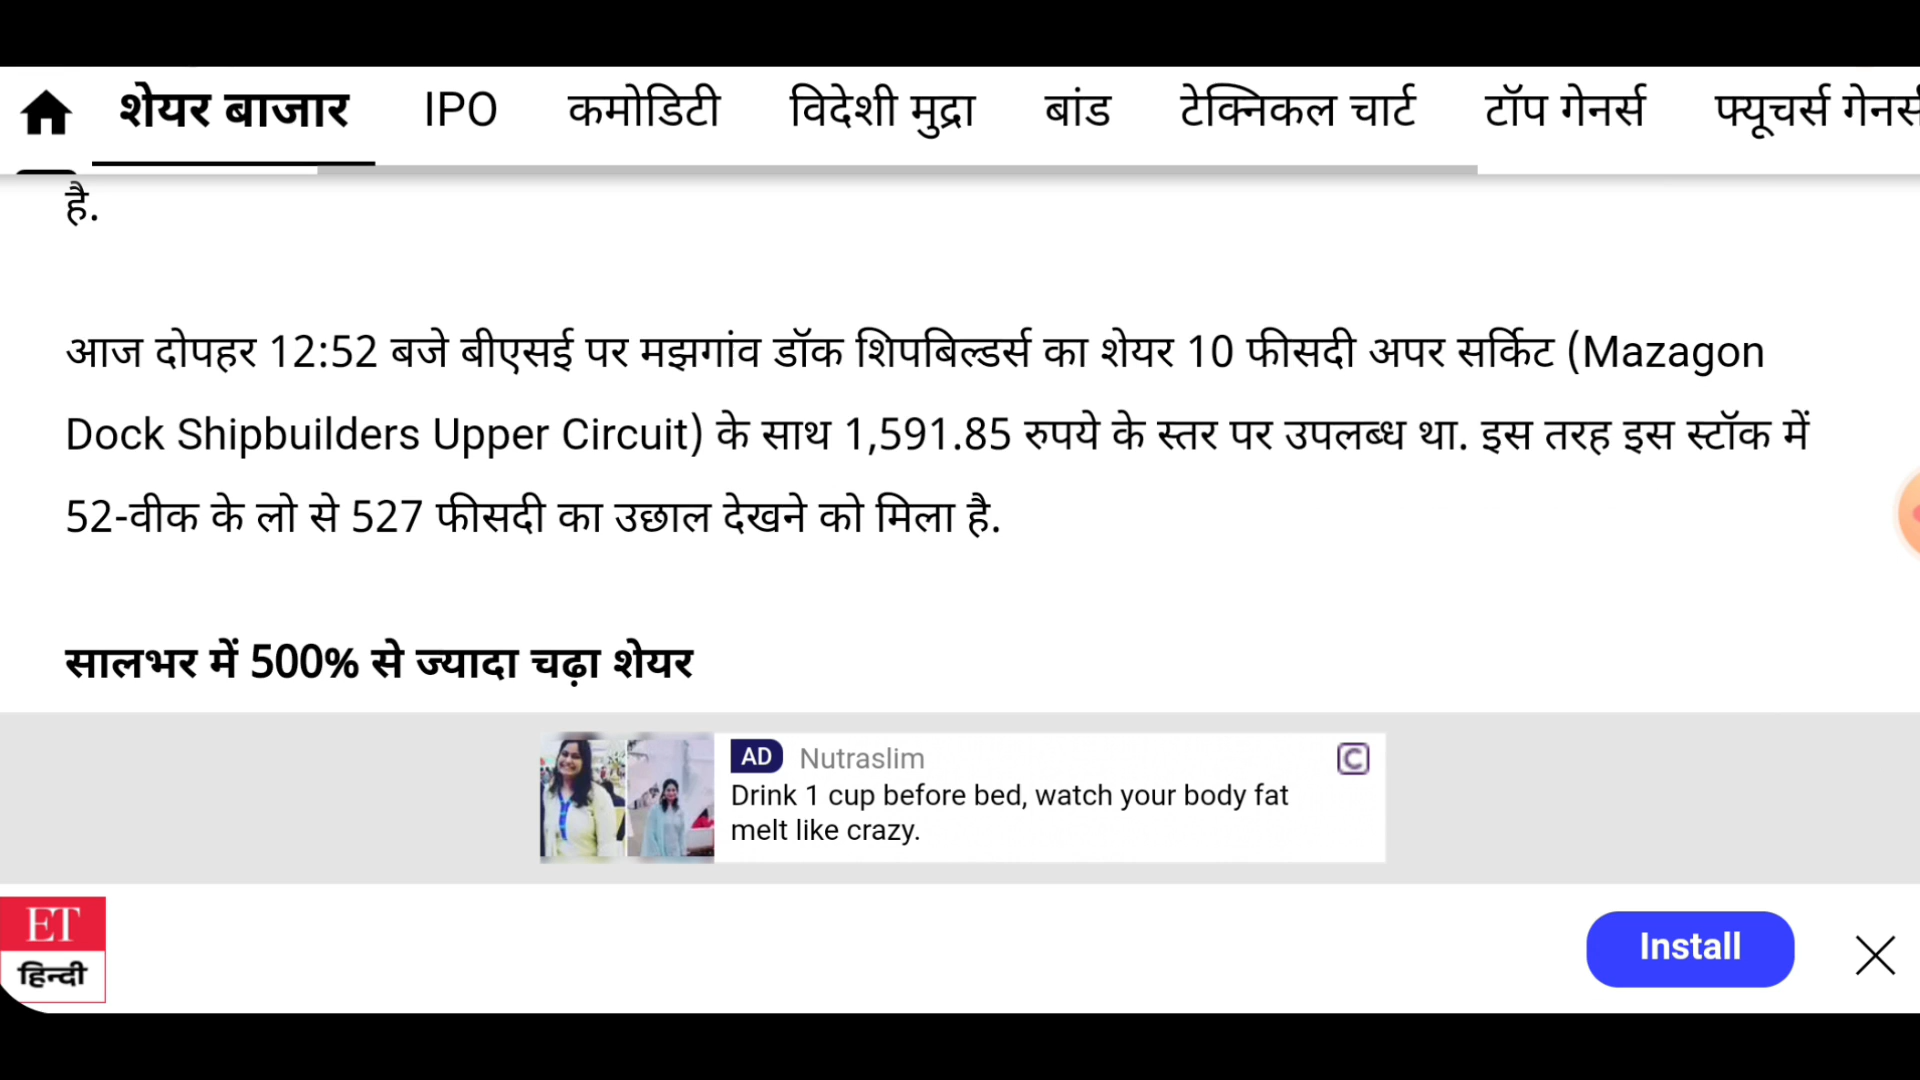 शेयर बाजार IPO कमोडिटी विदेशी मुद्रा बांड टेक्निकल चार्ट टॉप गेनर्स फ्यूचर्स गेनर्स
है.
आज दोपहर 12:52 बजे बीएसई पर मझगांव डॉक शिपबिल्डर्स का शेयर 10 फीसदी अपर सर्किट (Mazagon
Dock Shipbuilders Upper Circuit) के साथ 1,591.85 रुपये के स्तर पर उपलब्ध था. इस तरह इस स्टॉक में
52-वीक के लो से 527 फीसदी का उछाल देखने को मिला है.
सालभर में 500% से ज्यादा चढ़ा शेयर
AD Nutraslim
Drink 1 cup before bed, watch your body fat
melt like crazy.
ET
हिन्दी
Install